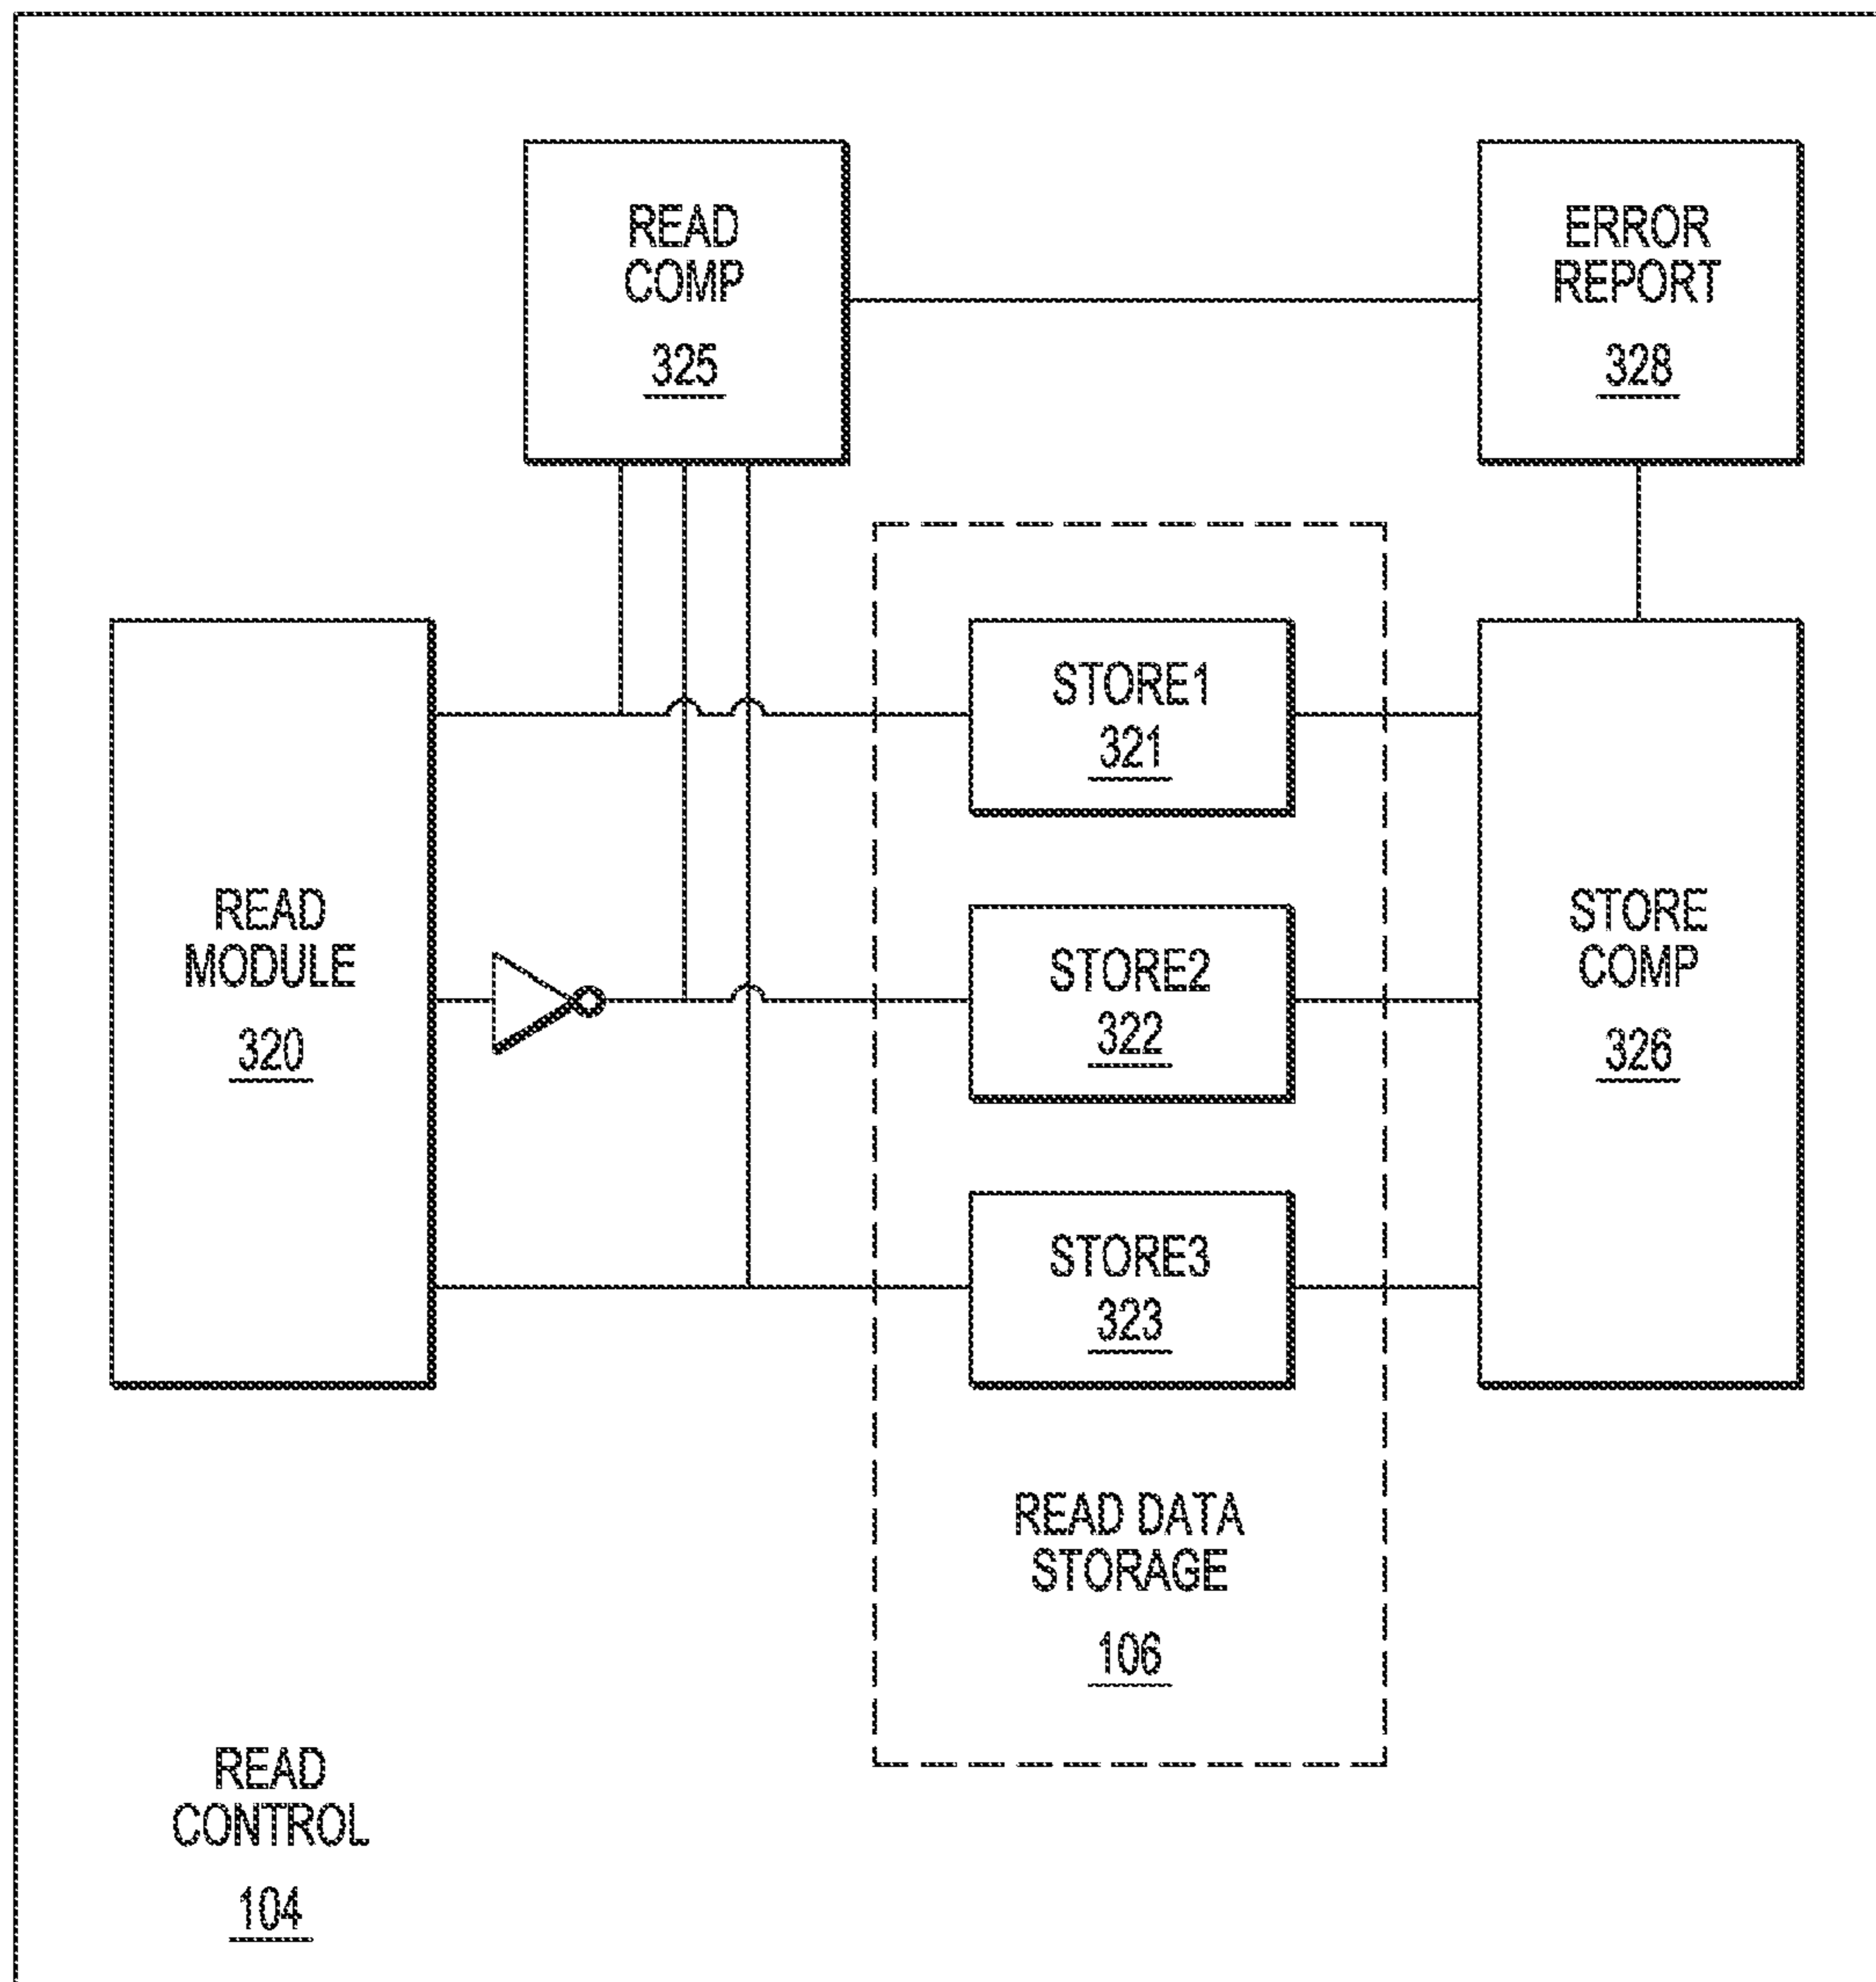 READ
COMP
325
ERROR
REPORT
328
READ
MODULE
320
STORE1
321
STORE2
322
STORE3
323
STORE
COMP
326
READ DATA
STORAGE
106
READ
CONTROL
104